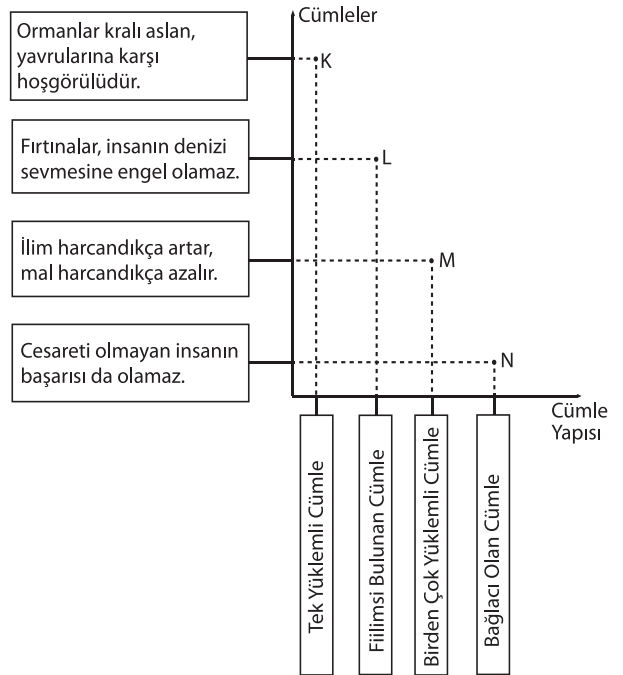 Cümleler
Ormanlar kralı aslan,
yavrularına karşı
hoşgörülüdür.
K
Fırtınalar, insanın denizi
sevmesine engel olamaz.
L
İlim harcandıkça artar,
mal harcandıkça azalır.
M
Cesareti olmayan insanın
başarısı da olamaz.
N
Cümle
Yapısı
Tek Yüklemli Cümle
Fiilimsi Bulunan Cümle
Birden Çok Yüklemli Cümle
Bağlacı Olan Cümle